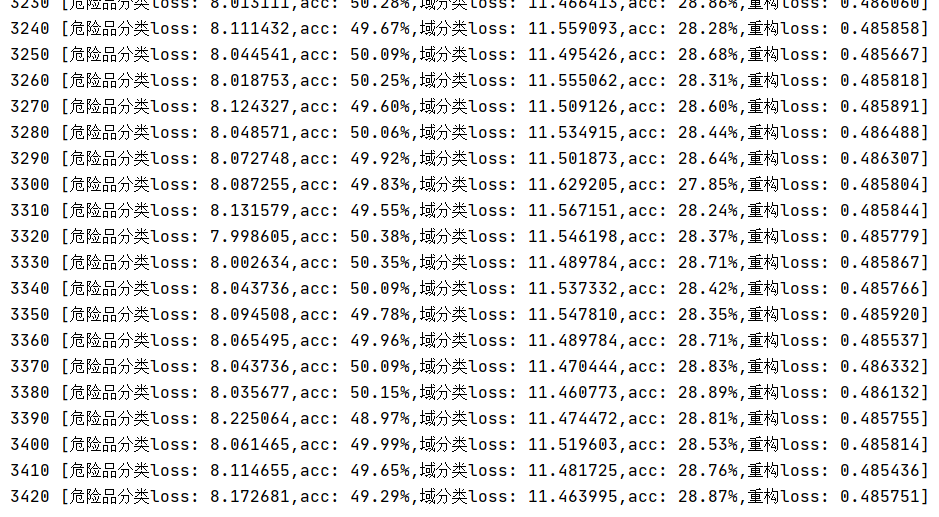 3230 [危险品分类loss: 8.013111,acc: 50.28%,域分类loss: 11.466413,acc: 28.86%,重构loss: 0.486060]
3240 [危险品分类loss: 8.111432,acc: 49.67%,域分类loss: 11.559093,acc: 28.28%,重构loss: 0.485858]
3250 [危险品分类loss: 8.044541,acc: 50.09%,域分类loss: 11.495426,acc: 28.68%,重构loss: 0.485667]
3260 [危险品分类loss: 8.018753,acc: 50.25%,域分类loss: 11.555062,acc: 28.31%,重构loss: 0.485818]
3270 [危险品分类loss: 8.124327,acc: 49.60%,域分类loss: 11.509126,acc: 28.60%,重构loss: 0.485891]
3280 [危险品分类loss: 8.048571,acc: 50.06%,域分类loss: 11.534915,acc: 28.44%,重构loss: 0.486488]
3290 [危险品分类loss: 8.072748,acc: 49.92%,域分类loss: 11.501873,acc: 28.64%,重构loss: 0.486307]
3300 [危险品分类loss: 8.087255,acc: 49.83%,域分类loss: 11.629205,acc: 27.85%,重构loss: 0.485804]
3310 [危险品分类loss: 8.131579,acc: 49.55%,域分类loss: 11.567151,acc: 28.24%,重构loss: 0.485844]
3320 [危险品分类loss: 7.998605,acc: 50.38%,域分类loss: 11.546198,acc: 28.37%,重构loss: 0.485779]
3330 [危险品分类loss: 8.002634,acc: 50.35%,域分类loss: 11.489784,acc: 28.71%,重构loss: 0.485867]
3340 [危险品分类loss: 8.043736,acc: 50.09%,域分类loss: 11.537332,acc: 28.42%,重构loss: 0.485766]
3350 [危险品分类loss: 8.094508,acc: 49.78%,域分类loss: 11.547810,acc: 28.35%,重构loss: 0.485920]
3360 [危险品分类loss: 8.065495,acc: 49.96%,域分类loss: 11.489784,acc: 28.71%,重构loss: 0.485537]
3370 [危险品分类loss: 8.043736,acc: 50.09%,域分类loss: 11.470444,acc: 28.83%,重构loss: 0.486332]
3380 [危险品分类loss: 8.035677,acc: 50.15%,域分类loss: 11.460773,acc: 28.89%,重构loss: 0.486132]
3390 [危险品分类loss: 8.225064,acc: 48.97%,域分类loss: 11.474472,acc: 28.81%,重构loss: 0.485755]
3400 [危险品分类loss: 8.061465,acc: 49.99%,域分类loss: 11.519603,acc: 28.53%,重构loss: 0.485814]
3410 [危险品分类loss: 8.114655,acc: 49.65%,域分类loss: 11.481725,acc: 28.76%,重构loss: 0.485436]
3420 [危险品分类loss: 8.172681,acc: 49.29%,域分类loss: 11.463995,acc: 28.87%,重构loss: 0.485751]